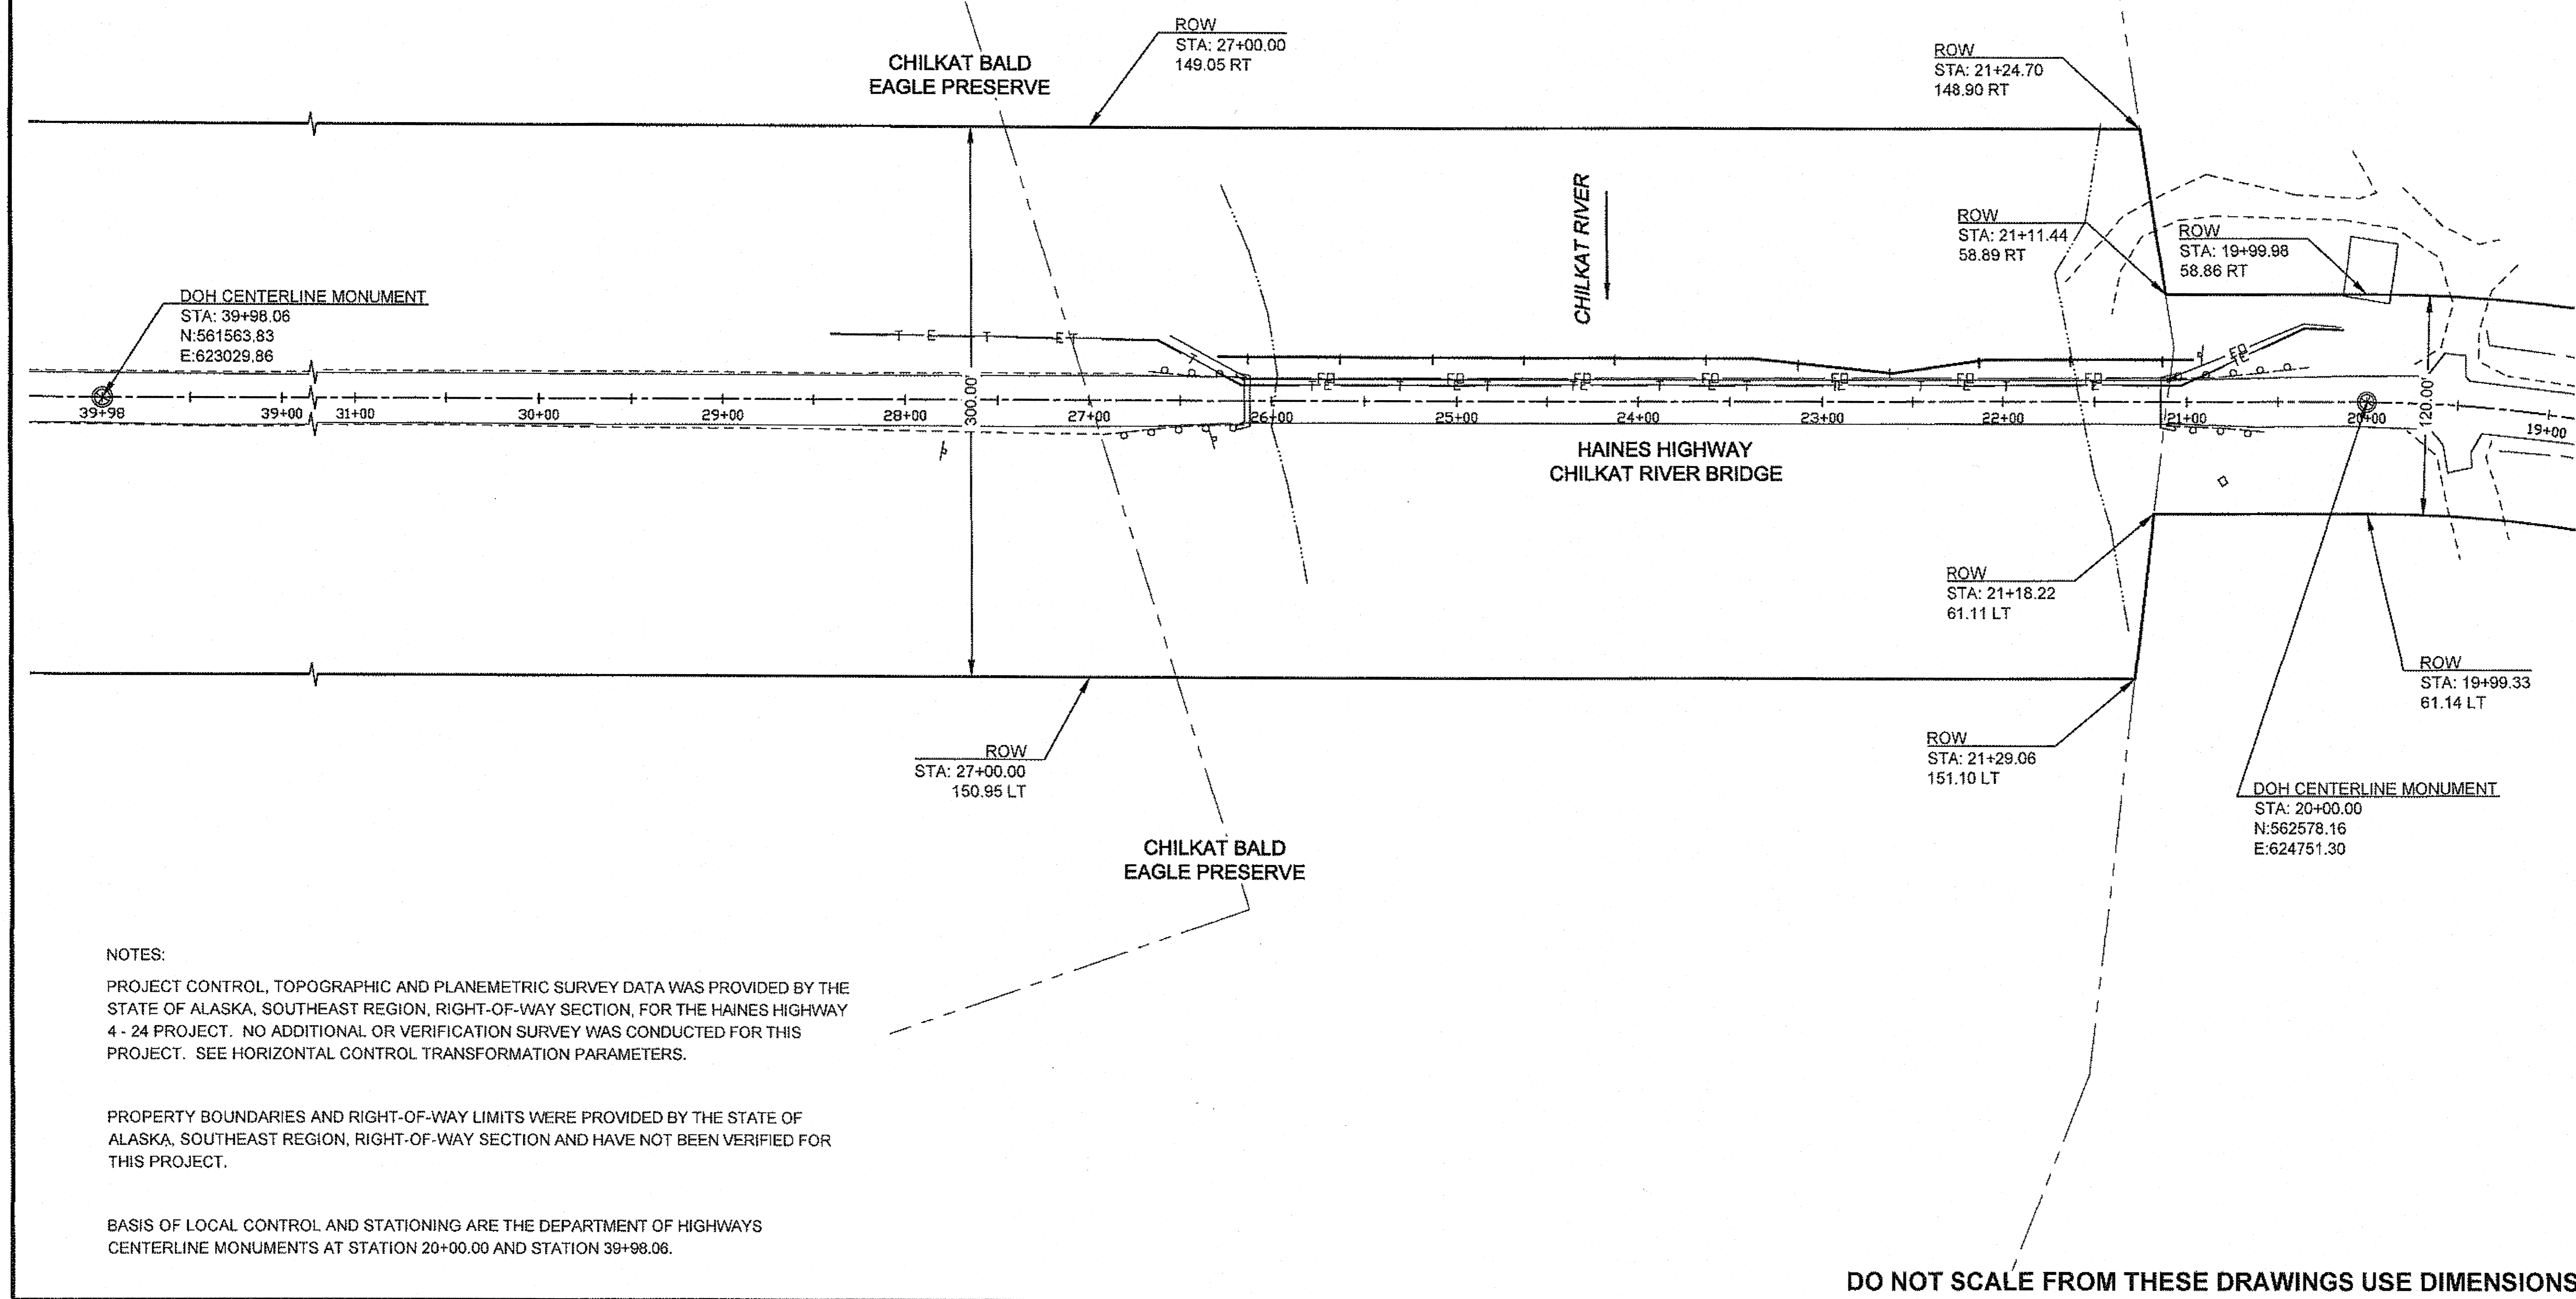 ROW
STA: 27+00.00
149.05 RT
CHILKAT BALD
EAGLE PRESERVE
ROW
STA: 21+24.70
148.90 RT
CHILKAT RIVER
ROW
STA: 21+11.44
58.89 RT
ROW
STA: 19+99.98
58.86 RT
DOH CENTERLINE MONUMENT
STA: 39+98.06
N:561563.83
E:623029.86
T E T E T
T
FO
TE
FO FO FO FO FO FO FO
T E T E T E T E T E T E T E
300.00'
120.00'
39+98 39+00 31+00 30+00 29+00 28+00 27+00 26+00 25+00 24+00 23+00 22+00 21+00 20+00 19+00
HAINES HIGHWAY
CHILKAT RIVER BRIDGE
ROW
STA: 21+18.22
61.11 LT
ROW
STA: 19+99.33
61.14 LT
ROW
STA: 27+00.00
150.95 LT
ROW
STA: 21+29.06
151.10 LT
DOH CENTERLINE MONUMENT
STA: 20+00.00
N:562578.16
E:624751.30
CHILKAT BALD
EAGLE PRESERVE
NOTES:
PROJECT CONTROL, TOPOGRAPHIC AND PLANEMETRIC SURVEY DATA WAS PROVIDED BY THE
STATE OF ALASKA, SOUTHEAST REGION, RIGHT-OF-WAY SECTION, FOR THE HAINES HIGHWAY
4 - 24 PROJECT. NO ADDITIONAL OR VERIFICATION SURVEY WAS CONDUCTED FOR THIS
PROJECT. SEE HORIZONTAL CONTROL TRANSFORMATION PARAMETERS.
PROPERTY BOUNDARIES AND RIGHT-OF-WAY LIMITS WERE PROVIDED BY THE STATE OF
ALASKA, SOUTHEAST REGION, RIGHT-OF-WAY SECTION AND HAVE NOT BEEN VERIFIED FOR
THIS PROJECT.
BASIS OF LOCAL CONTROL AND STATIONING ARE THE DEPARTMENT OF HIGHWAYS
CENTERLINE MONUMENTS AT STATION 20+00.00 AND STATION 39+98.06.
DO NOT SCALE FROM THESE DRAWINGS USE DIMENSIONS